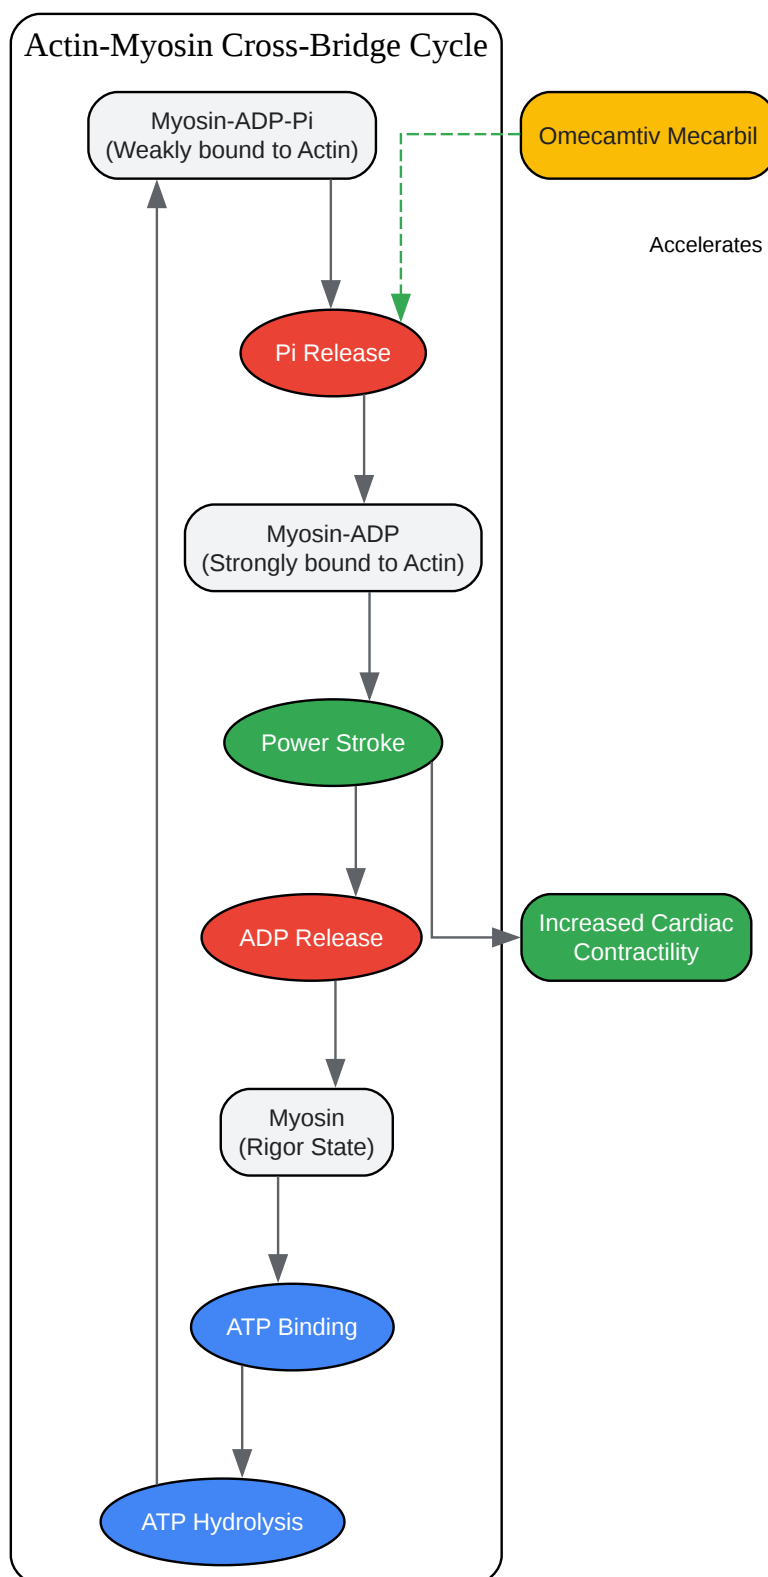 Actin-Myosin Cross-Bridge Cycle
Myosin-ADP-Pi
(Weakly bound to Actin)
Omecamtiv Mecarbil
Accelerates
Pi Release
Myosin-ADP
(Strongly bound to Actin)
Power Stroke
ADP Release
Increased Cardiac
Contractility
Myosin
(Rigor State)
ATP Binding
ATP Hydrolysis